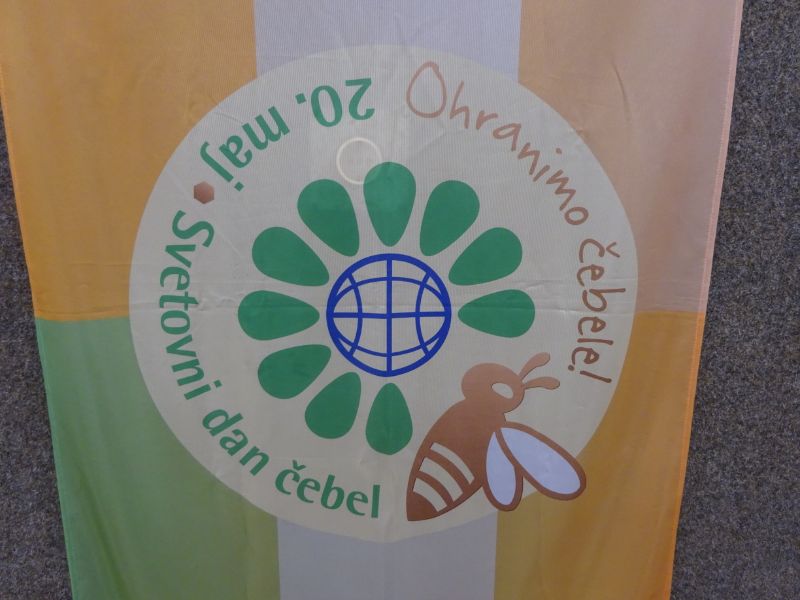 20. maj • Svetovni dan čebel
Ohranimo čebele!